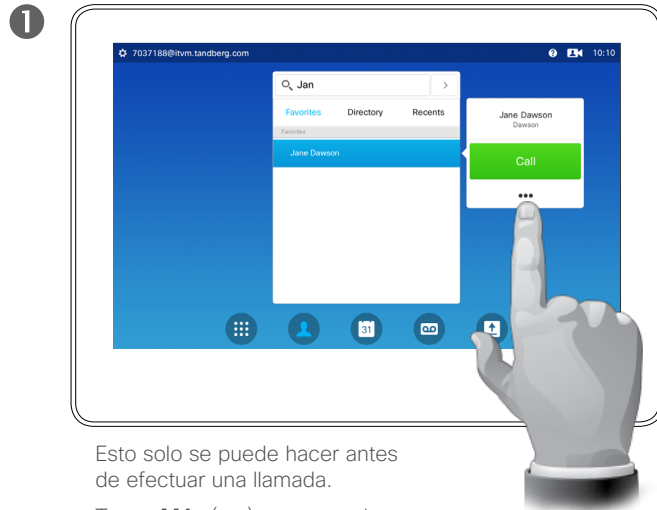 1
7037188@itvm.tandberg.com ? 10:10
Jan
Favorites Directory Recents
Favorites
Jane Dawson
Jane Dawson
Dawson
Call
•••
31
Esto solo se puede hacer antes
de efectuar una llamada.